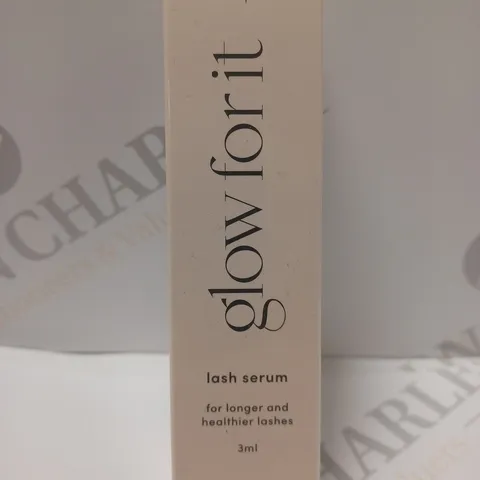 glow for it
lash serum
for longer and
healthier lashes
3ml